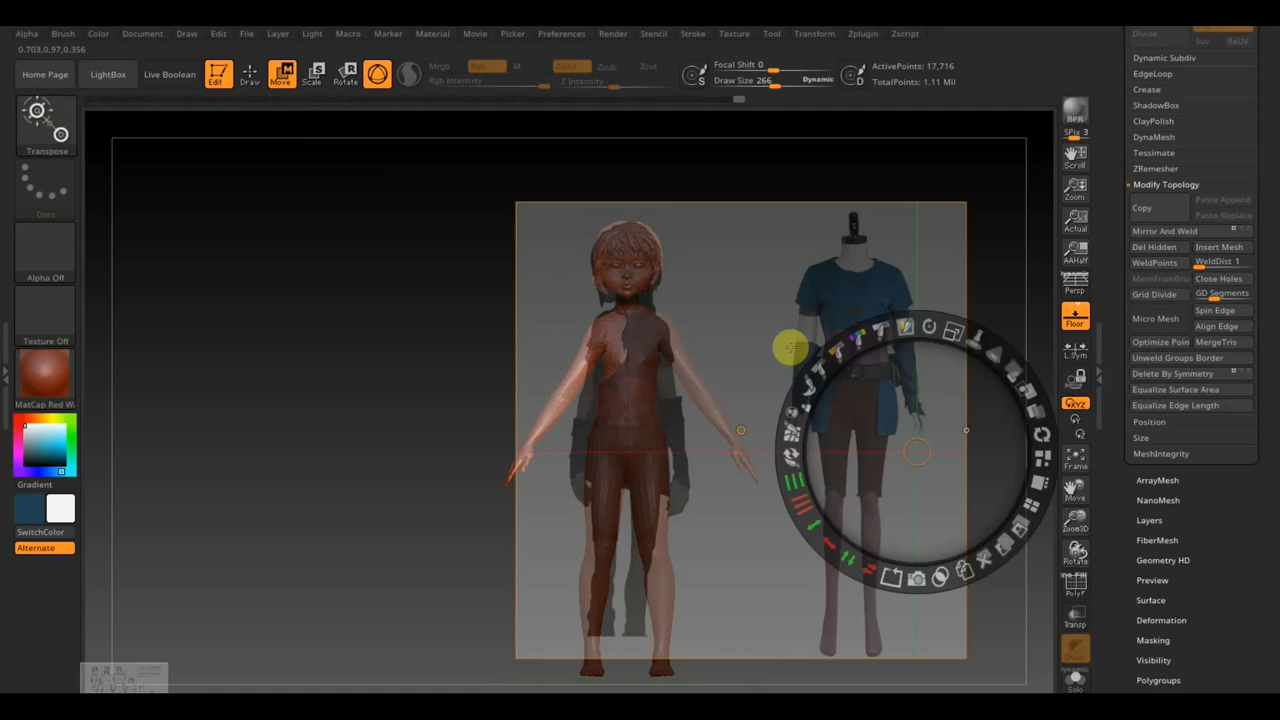 Alpha Brush Color Document Draw Edit File Layer Light Macro Marker Material Movie Picker Preferences Render Stencil Stroke Texture Tool Transform Zplugin Zscript
0.703,0.97,0.356
Home Page LightBox Live Boolean Edit Draw Move Scale Rotate
Mrgb Rgb M Zadd Zsub Zcut
Rgb Intensity Z Intensity
Focal Shift 0
Draw Size 266 Dynamic
ActivePoints: 17,716
TotalPoints: 1.11 Mil
Transpose
Dots
Alpha Off
Texture Off
MatCap Red W
Gradient
SwitchColor
Alternate
BPR
SPix 3
Scroll
Zoom
Actual
AAHalf
Dynamic
Persp
Floor
L.Sym
XYZ
Y
Z
Frame
Move
Zoom3D
Rotate
PolyF
Transp
Solo
Divide Suv ReUV
Dynamic Subdiv
EdgeLoop
Crease
ShadowBox
ClayPolish
DynaMesh
Tessimate
ZRemesher
Modify Topology
Copy Paste Append
Paste Replace
Mirror And Weld
Del Hidden Insert Mesh
WeldPoints WeldDist 1
MeshFromBru Close Holes
Grid Divide GD Segments
Micro Mesh Spin Edge
Align Edge
Optimize Poin MergeTris
Unweld Groups Border
Delete By Symmetry
Equalize Surface Area
Equalize Edge Length
Position
Size
MeshIntegrity
ArrayMesh
NanoMesh
Layers
FiberMesh
Geometry HD
Preview
Surface
Deformation
Masking
Visibility
Polygroups